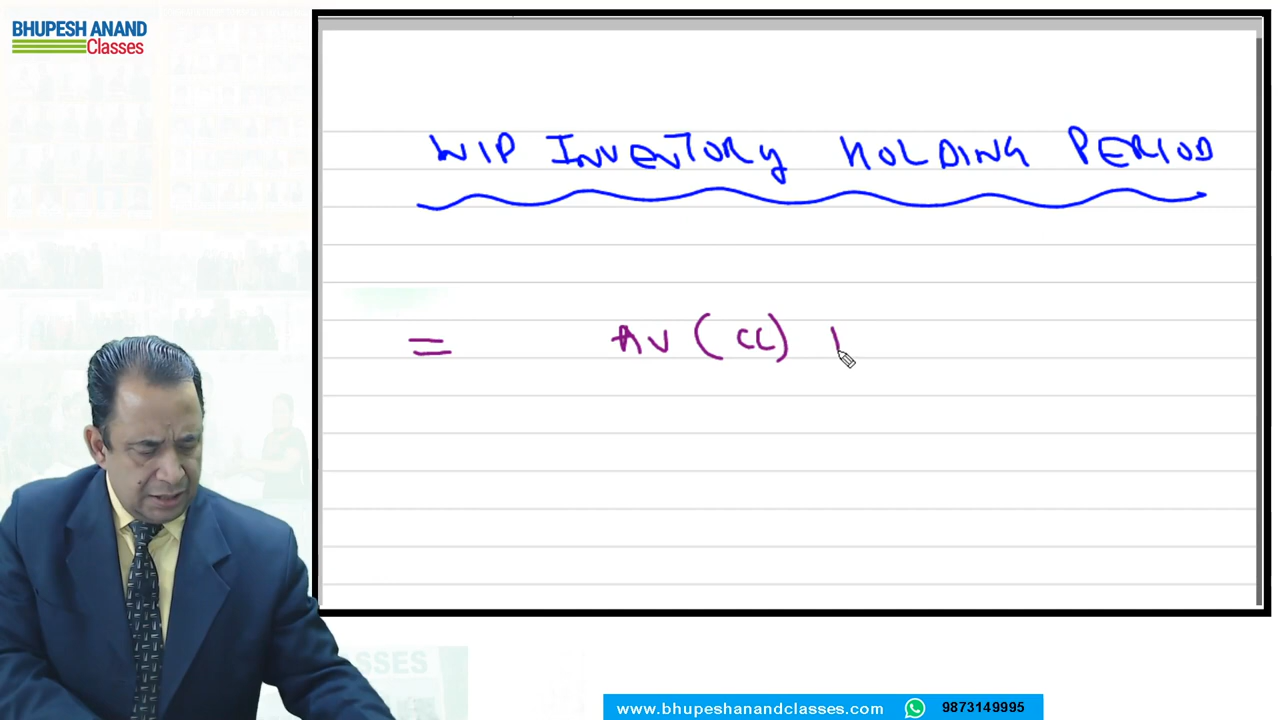 BHUPESH ANAND
Classes
WIP INVENTORY HOLDING PERIOD
= AV (CC)
www.bhupeshanandclasses.com 9873149995